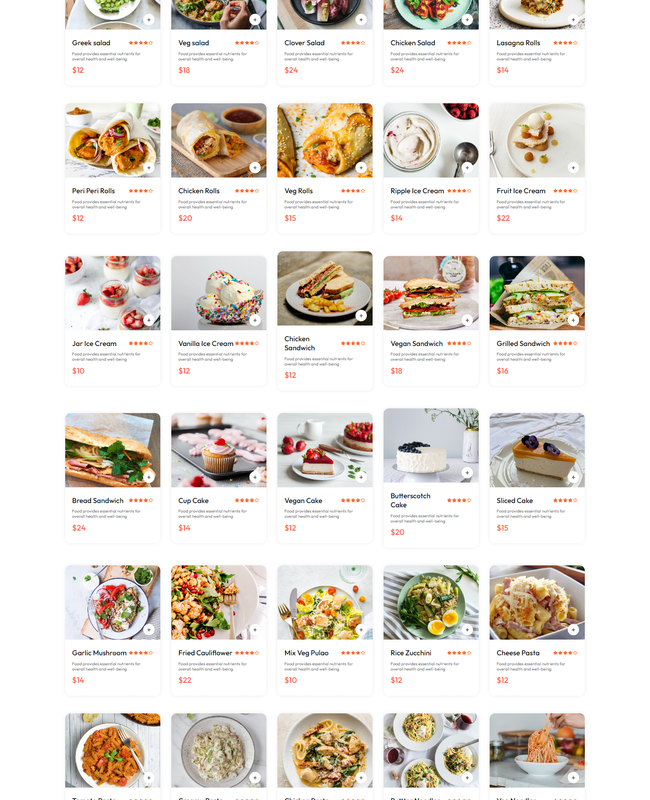 Greek salad
Food provides essential nutrients for
overall health and well-being.
$12
Veg salad
Food provides essential nutrients for
overall health and well-being.
$18
Clover Salad
Food provides essential nutrients for
overall health and well-being.
$24
Chicken Salad
Food provides essential nutrients for
overall health and well-being.
$24
Lasagna Rolls
Food provides essential nutrients for
overall health and well-being.
$14
Peri Peri Rolls
Food provides essential nutrients for
overall health and well-being.
$12
Chicken Rolls
Food provides essential nutrients for
overall health and well-being.
$20
Veg Rolls
Food provides essential nutrients for
overall health and well-being.
$15
Ripple Ice Cream
Food provides essential nutrients for
overall health and well-being.
$14
Fruit Ice Cream
Food provides essential nutrients for
overall health and well-being.
$22
Jar Ice Cream
Food provides essential nutrients for
overall health and well-being.
$10
Vanilla Ice Cream
Food provides essential nutrients for
overall health and well-being.
$12
Chicken
Sandwich
Food provides essential nutrients for
overall health and well-being.
$12
Vegan Sandwich
Food provides essential nutrients for
overall health and well-being.
$18
Grilled Sandwich
Food provides essential nutrients for
overall health and well-being.
$16
Bread Sandwich
Food provides essential nutrients for
overall health and well-being.
$24
Cup Cake
Food provides essential nutrients for
overall health and well-being.
$14
Vegan Cake
Food provides essential nutrients for
overall health and well-being.
$12
Butterscotch
Cake
Food provides essential nutrients for
overall health and well-being.
$20
Sliced Cake
Food provides essential nutrients for
overall health and well-being.
$15
Garlic Mushroom
Food provides essential nutrients for
overall health and well-being.
$14
Fried Cauliflower
Food provides essential nutrients for
overall health and well-being.
$22
Mix Veg Pulao
Food provides essential nutrients for
overall health and well-being.
$10
Rice Zucchini
Food provides essential nutrients for
overall health and well-being.
$12
Cheese Pasta
Food provides essential nutrients for
overall health and well-being.
$12